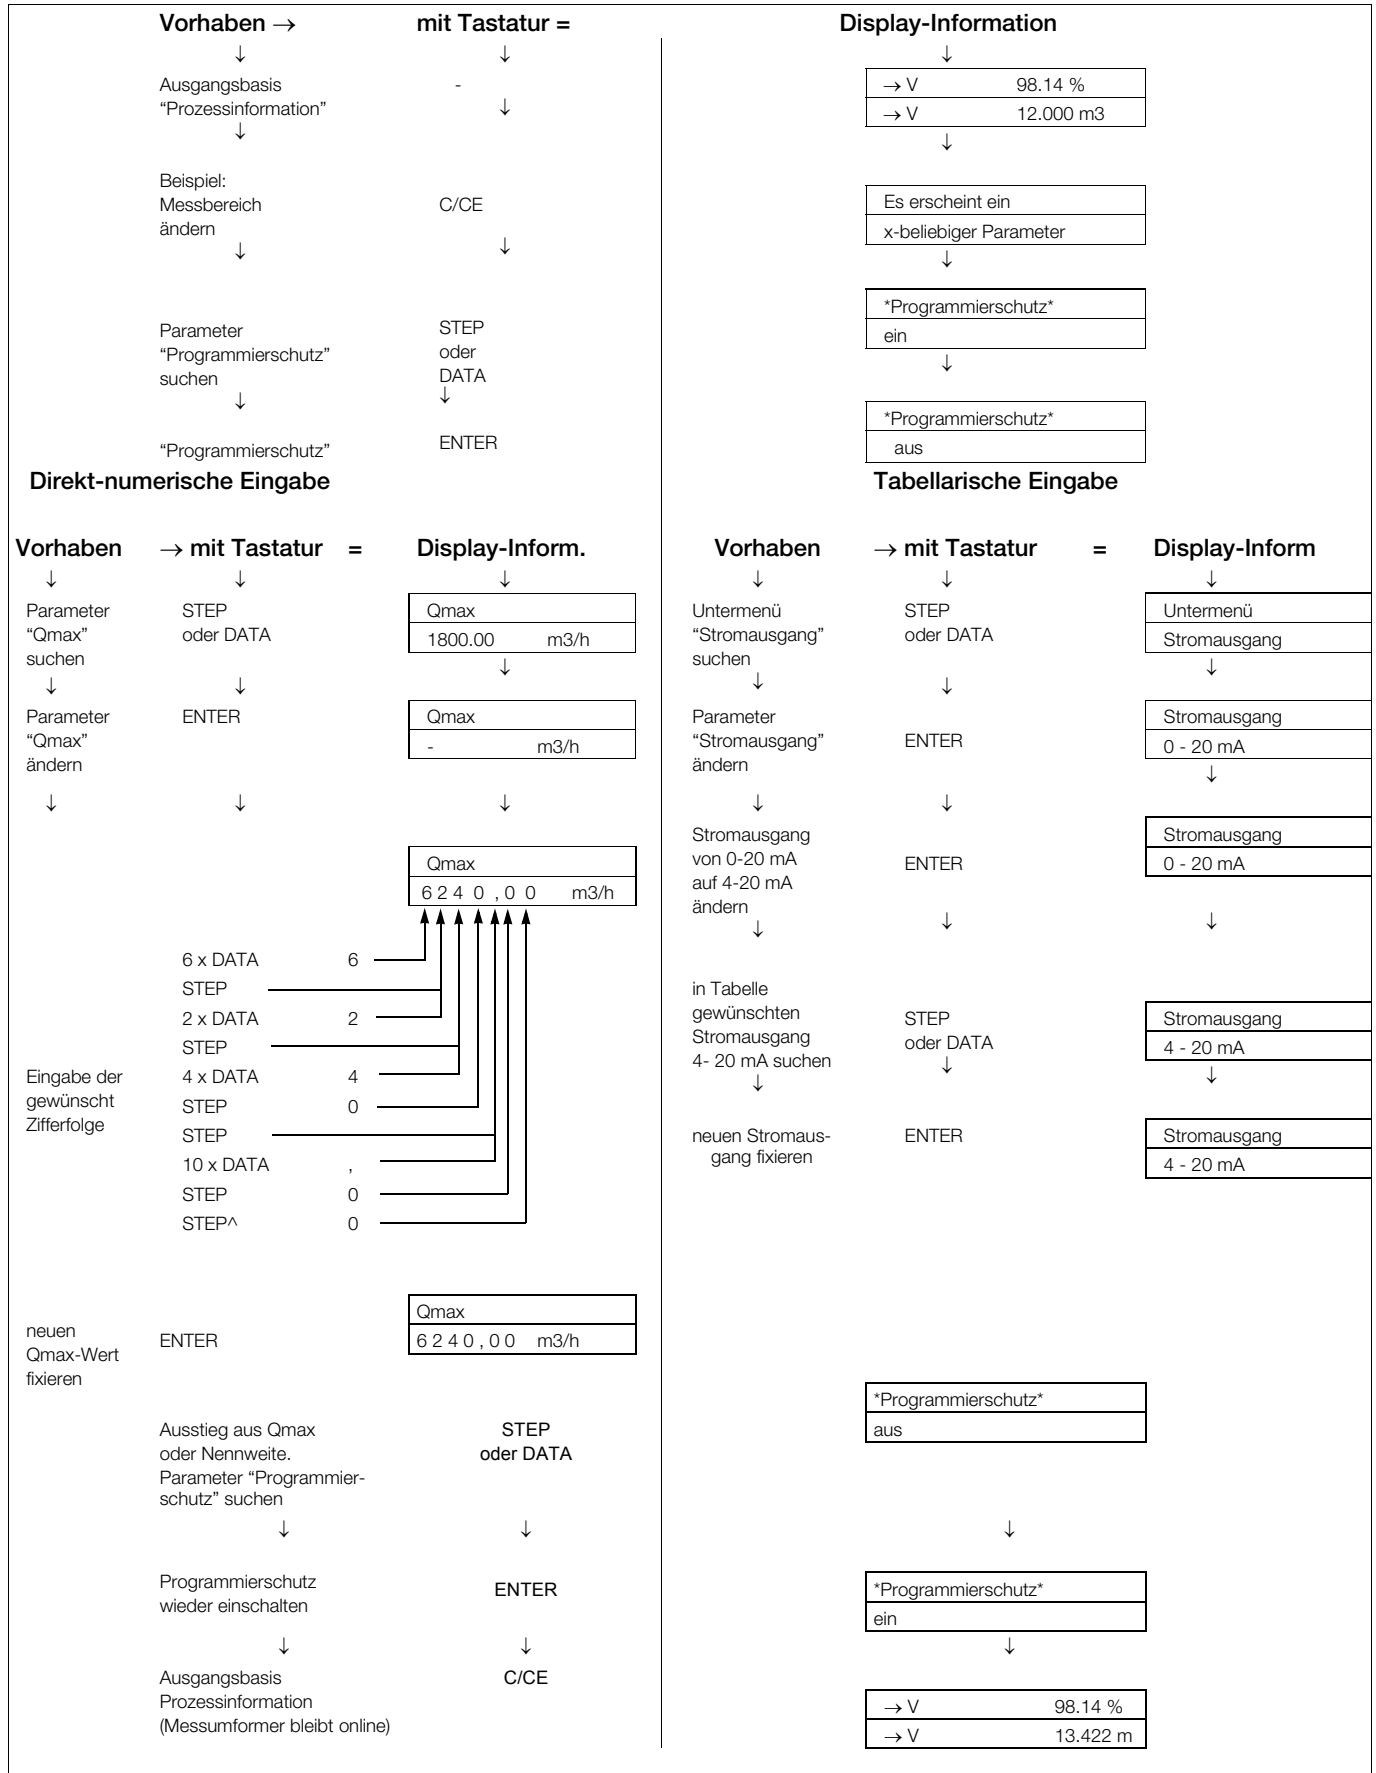 Vorhaben → mit Tastatur = Display-Information
↓ ↓ ↓
Ausgangsbasis
“Prozessinformation”
-
→ V 98.14 %
→ V 12.000 m3
↓ ↓ ↓
Beispiel:
Messbereich
ändern
C/CE
Es erscheint ein
x-beliebiger Parameter
↓ ↓ ↓
Parameter
“Programmierschutz”
suchen
STEP
oder
DATA
*Programmierschutz*
ein
↓ ↓ ↓
“Programmierschutz”
ENTER
*Programmierschutz*
aus
Direkt-numerische Eingabe
Vorhaben → mit Tastatur = Display-Inform.
↓ ↓ ↓
Parameter
“Qmax”
suchen
STEP
oder DATA
Qmax
1800.00 m3/h
↓ ↓ ↓
Parameter
“Qmax”
ändern
ENTER
Qmax
- m3/h
↓ ↓ ↓
Qmax
6 2 4 0 , 0 0 m3/h
Eingabe der
gewünscht
Zifferfolge
6 x DATA 6
STEP
2 x DATA 2
STEP
4 x DATA 4
STEP 0
STEP
10 x DATA ,
STEP 0
STEP^ 0
neuen
Qmax-Wert
fixieren
ENTER
Qmax
6 2 4 0 , 0 0 m3/h
Tabellarische Eingabe
Vorhaben → mit Tastatur = Display-Inform
↓ ↓ ↓
Untermenü
“Stromausgang”
suchen
STEP
oder DATA
Untermenü
Stromausgang
↓ ↓ ↓
Parameter
“Stromausgang”
ändern
ENTER
Stromausgang
0 - 20 mA
↓ ↓ ↓
Stromausgang
von 0-20 mA
auf 4-20 mA
ändern
ENTER
Stromausgang
0 - 20 mA
↓ ↓ ↓
in Tabelle
gewünschten
Stromausgang
4- 20 mA suchen
STEP
oder DATA
Stromausgang
4 - 20 mA
↓ ↓ ↓
neuen Stromaus-
gang fixieren
ENTER
Stromausgang
4 - 20 mA
Ausstieg aus Qmax
oder Nennweite.
Parameter “Programmier-
schutz” suchen
STEP
oder DATA
*Programmierschutz*
aus
↓ ↓ ↓
Programmierschutz
wieder einschalten
ENTER
*Programmierschutz*
ein
↓ ↓ ↓
Ausgangsbasis
Prozessinformation
(Messumformer bleibt online)
C/CE
→ V 98.14 %
→ V 13.422 m